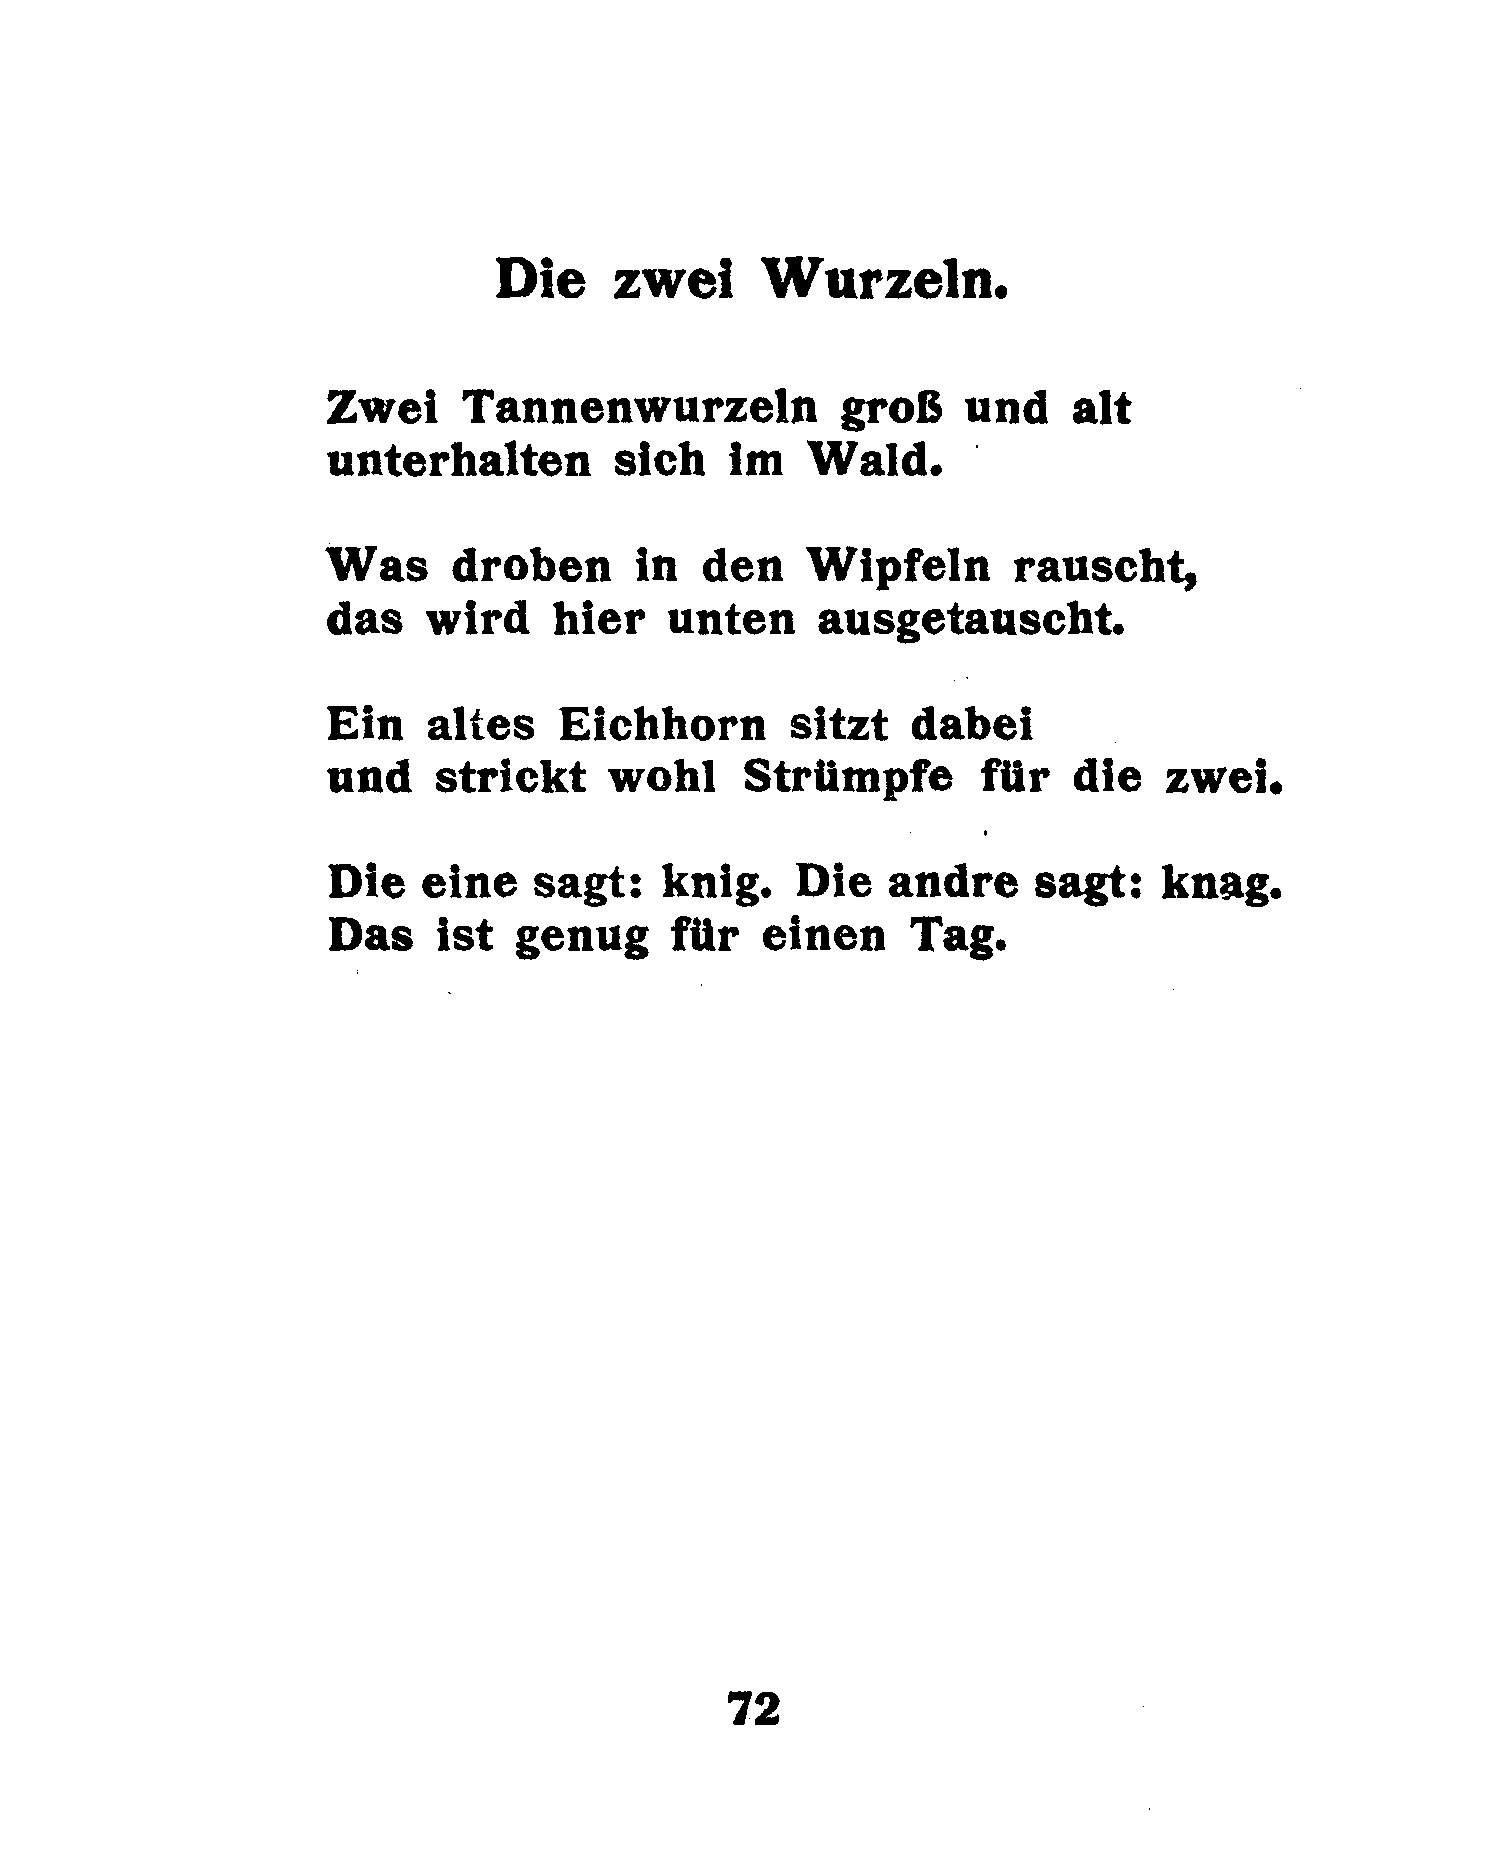 Die zwei Wurzeln.
Zwei Tannenwurzeln groß und alt
unterhalten sich im Wald.
Was droben in den Wipfeln rauscht,
das wird hier unten ausgetauscht.
Ein altes Eichhorn sitzt dabei
und strickt wohl Strümpfe für die zwei.
Die eine sagt: knig. Die andre sagt: knag.
Das ist genug für einen Tag.
72